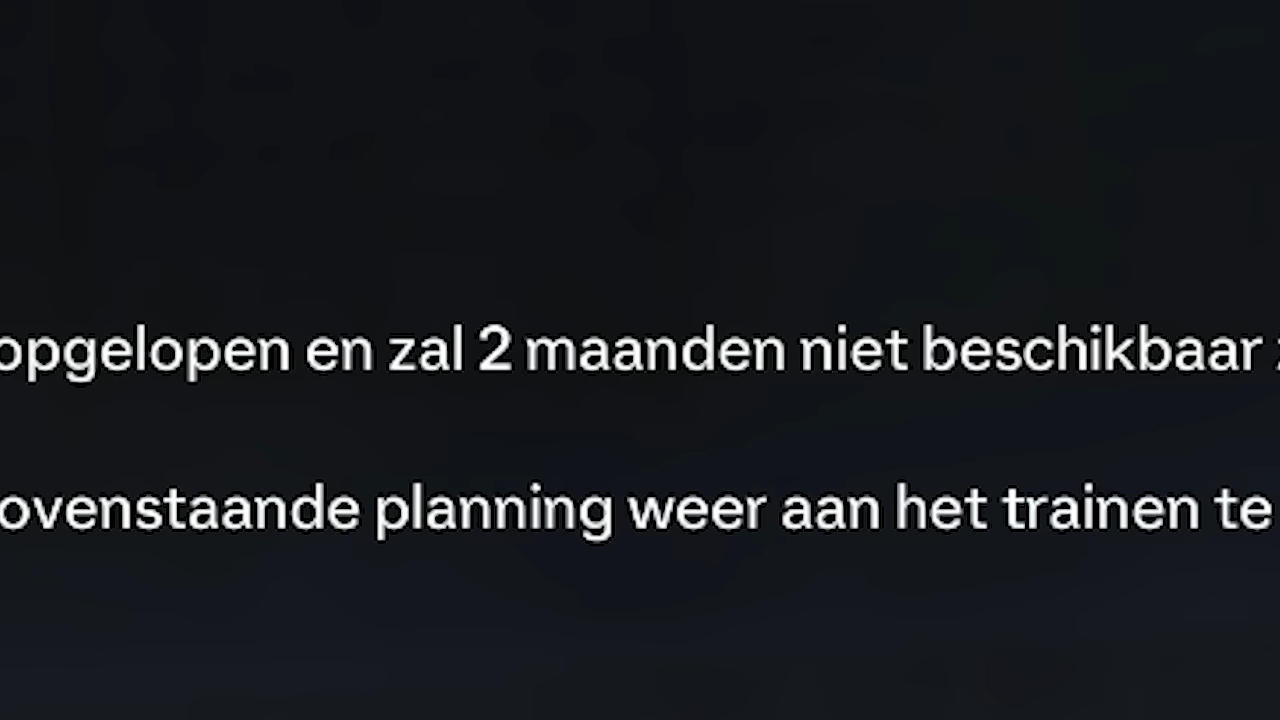 opgelopen en zal 2 maanden niet beschikbaar
ovenstaande planning weer aan het trainen te